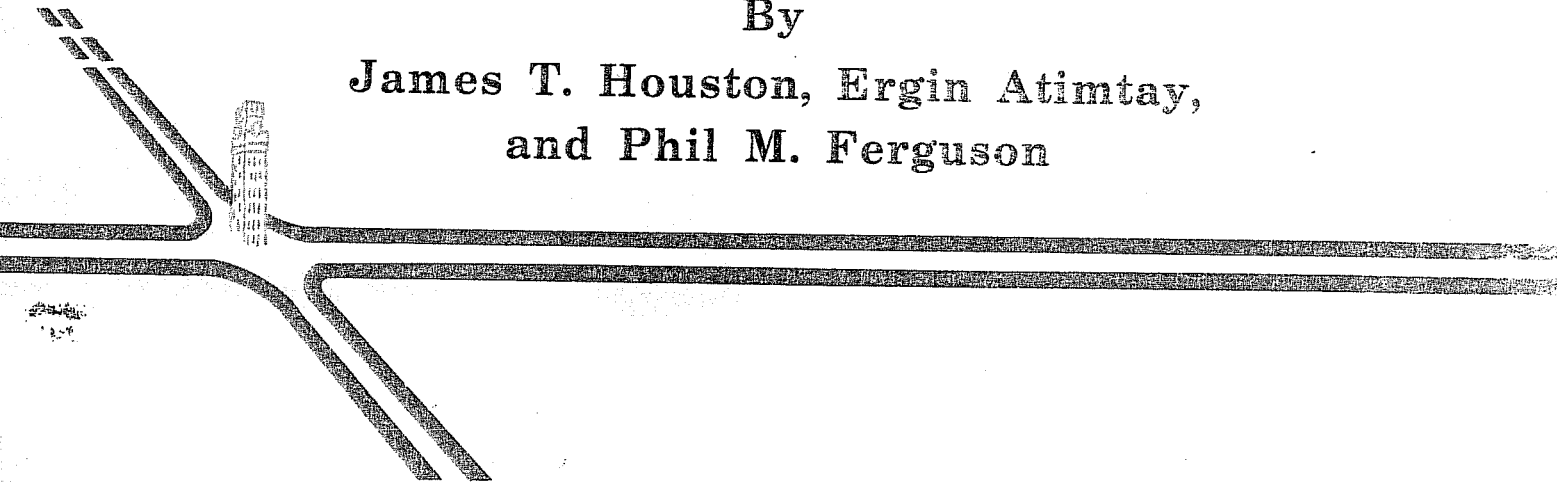 By
James T. Houston, Ergin Atimtay,
and Phil M. Ferguson